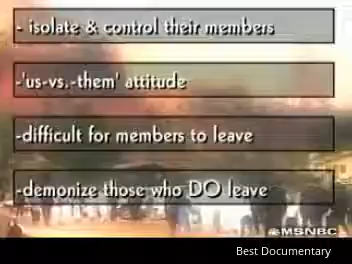 - isolate & control their members
-'us-vs.-them' attitude
-difficult for members to leave
-demonize those who DO leave
MSNBC
Best Documentary